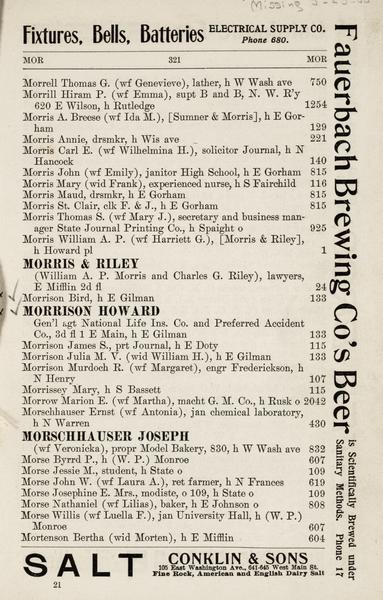 Missing
Fixtures, Bells, Batteries ELECTRICAL SUPPLY CO.
Phone 680.
MOR 321 MOR
Morrell Thomas G. (wf Genevieve), lather, h W Wash ave 750
Morrill Hiram P. (wf Emma), supt B and B, N. W. R'y
620 E Wilson, h Rutledge 1254
Morris A. Breese (wf Ida M.), [Sumner & Morris], h E Gor-
ham 129
Morris Annie, drsmkr, h Wis ave 221
Morris Carl E. (wf Wilhelmina H.), solicitor Journal, h N
Hancock 140
Morris John (wf Emily), janitor High School, h E Gorham 815
Morris Mary (wid Frank), experienced nurse, h S Fairchild 116
Morris Maud, drsmkr, h E Gorham 815
Morris St. Clair, clk F. & J., h E Gorham 815
Morris Thomas S. (wf Mary J.), secretary and business man-
ager State Journal Printing Co., h Spaight o 925
Morris William A. P. (wf Harriett G.), [Morris & Riley],
h Howard pl 1
MORRIS & RILEY
(William A. P. Morris and Charles G. Riley), lawyers,
E Mifflin 2d fl 24
Morrison Bird, h E Gilman 133
MORRISON HOWARD
Gen'l agt National Life Ins. Co. and Preferred Accident
Co., 3d fl 1 E Main, h E Gilman 133
Morrison James S., prt Journal, h E Doty 115
Morrison Julia M. V. (wid William H.), h E Gilman 133
Morrison Murdoch R. (wf Margaret), engr Frederickson, h
N Henry 107
Morrissey Mary, h S Bassett 115
Morrow Marion E. (wf Martha), macht G. M. Co., h Rusk o 2042
Morschhauser Ernst (wf Antonia), jan chemical laboratory,
h N Warren 430
MORSCHHAUSER JOSEPH
(wf Veronicka), propr Model Bakery, 830, h W Wash ave 832
Morse Byrrd P., h (W. P.) Monroe 607
Morse Jessie M., student, h State o 109
Morse John W. (wf Laura A.), ret farmer, h N Frances 619
Morse Josephine E. Mrs., modiste, o 109, h State o 109
Morse Nathaniel (wf Lilias), baker, h E Johnson o 808
Morse Willis (wf Luella F.), jan University Hall, h (W. P.)
Monroe 607
Mortenson Bertha (wid Morten), h E Mifflin 604
SALT CONKLIN & SONS
105 East Washington Ave., 641-645 West Main St.
Fine Rock, American and English Dairy Salt
21
Fauerbach Brewing Co's Beer
is Scientifically Brewed under
Sanitary Methods. Phone 17